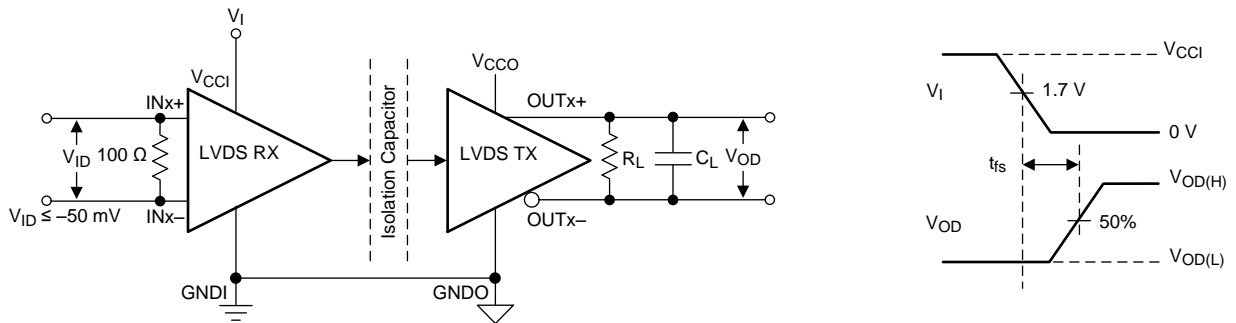 V_I
V_CCI
V_CCO
INx+
OUTx+
V_ID
100 Ω
LVDS RX
Isolation Capacitor
LVDS TX
R_L
C_L
V_OD
V_ID ≤ –50 mV
INx–
OUTx–
GNDI
GNDO
V_CCI
V_I
1.7 V
0 V
t_fs
V_OD(H)
V_OD
50%
V_OD(L)